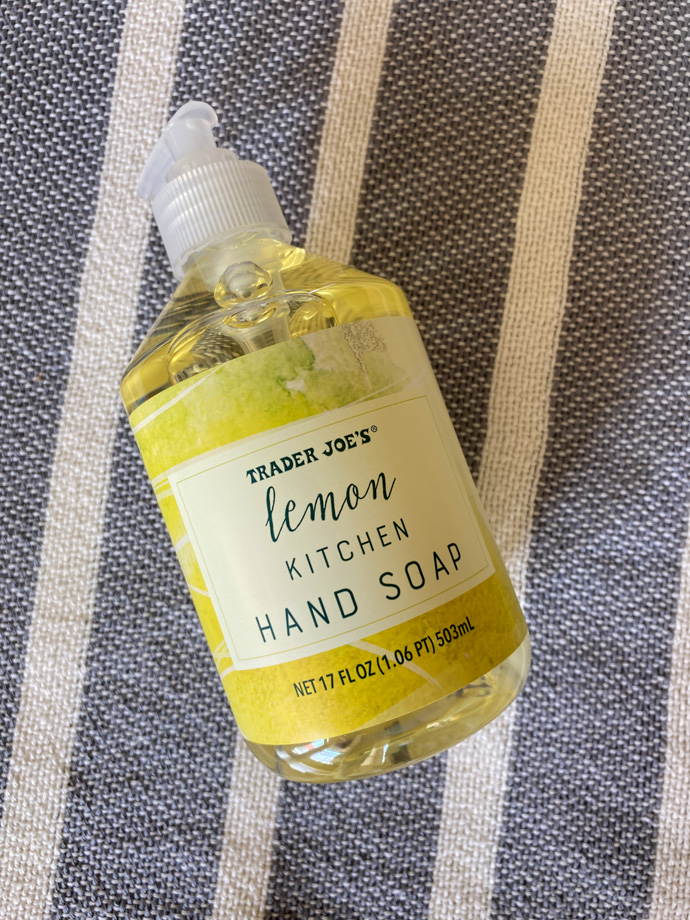 TRADER JOE'S®
lemon
KITCHEN
HAND SOAP
NET 17 FL OZ (1.06 PT) 503mL